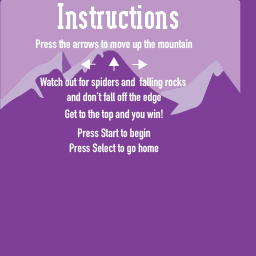 Instructions
Press the arrows to move up the mountain
Watch out for spiders and falling rocks
and don't fall off the edge
Get to the top and you win!
Press Start to begin
Press Select to go home